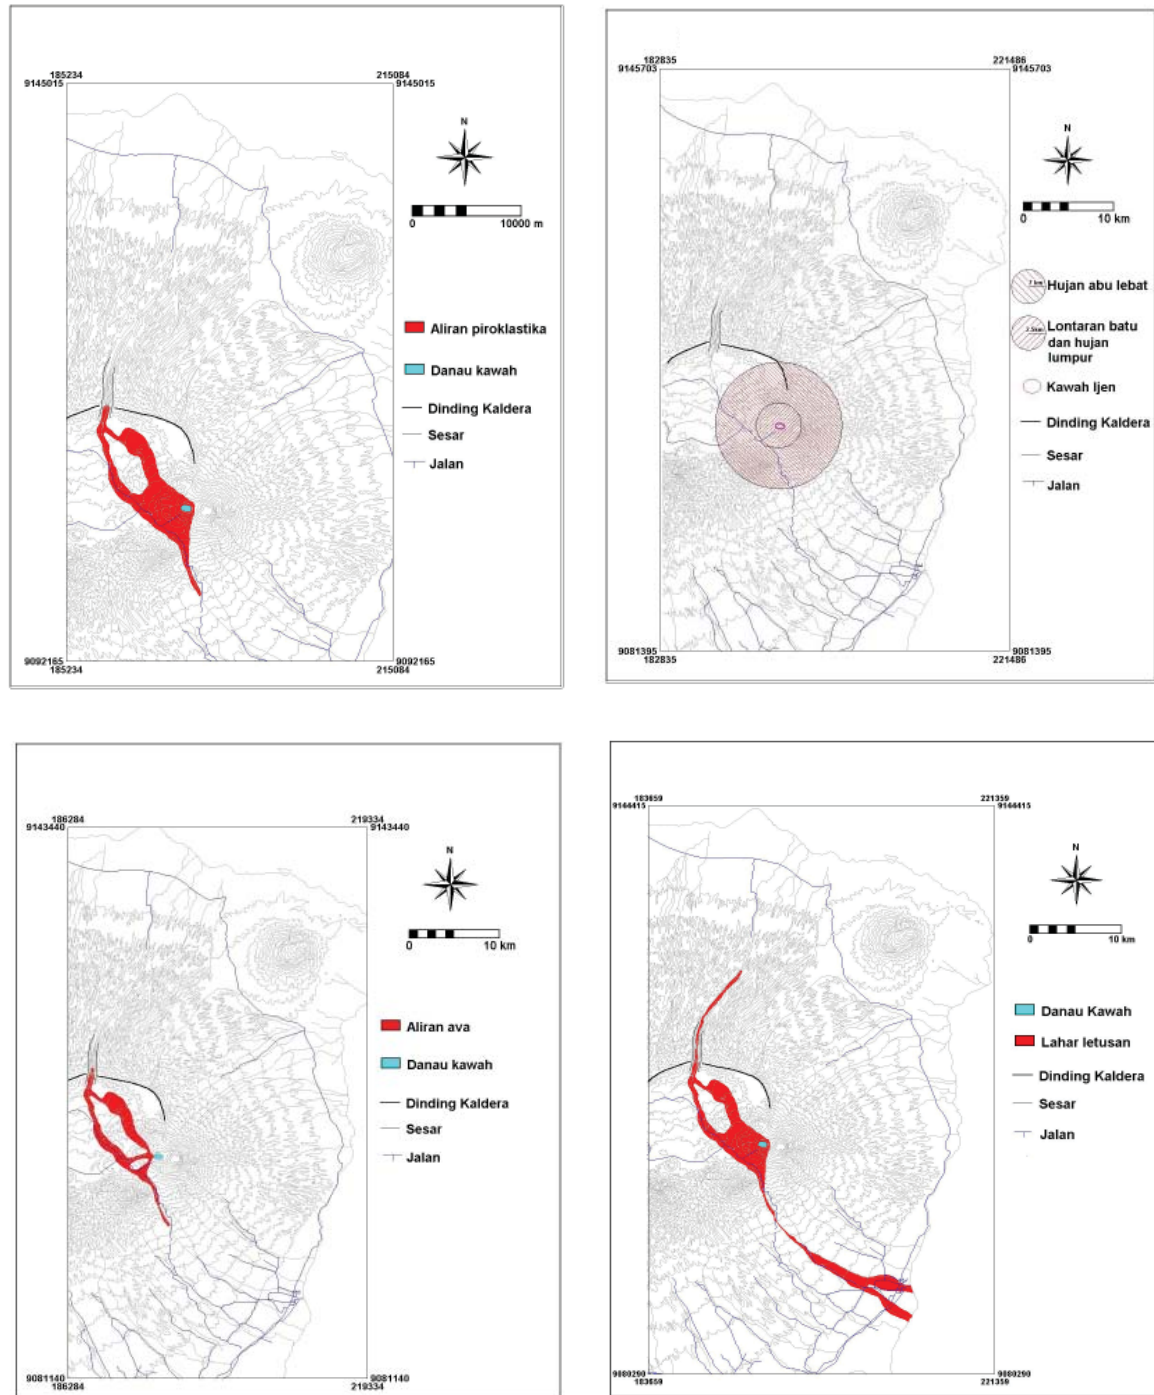 185234
215084
9145015
9145015
N
0
10000 m
Aliran piroklastika
Danau kawah
Dinding Kaldera
Sesar
Jalan
9092165
9092165
185234
215084
182835
221486
9145703
9145703
N
0
10 km
7 km
Hujan abu lebat
Lontaran batu
dan hujan
lumpur
Kawah Ijen
Dinding Kaldera
Sesar
Jalan
9081395
9081395
182835
221486
186284
219334
9143440
9143440
N
0
10 km
Aliran ava
Danau kawah
Dinding Kaldera
Sesar
Jalan
9081140
9081140
186284
219334
183659
221359
9144415
9144415
N
0
10 km
Danau Kawah
Lahar letusan
Dinding Kaldera
Sesar
Jalan
9080290
9080290
183659
221359